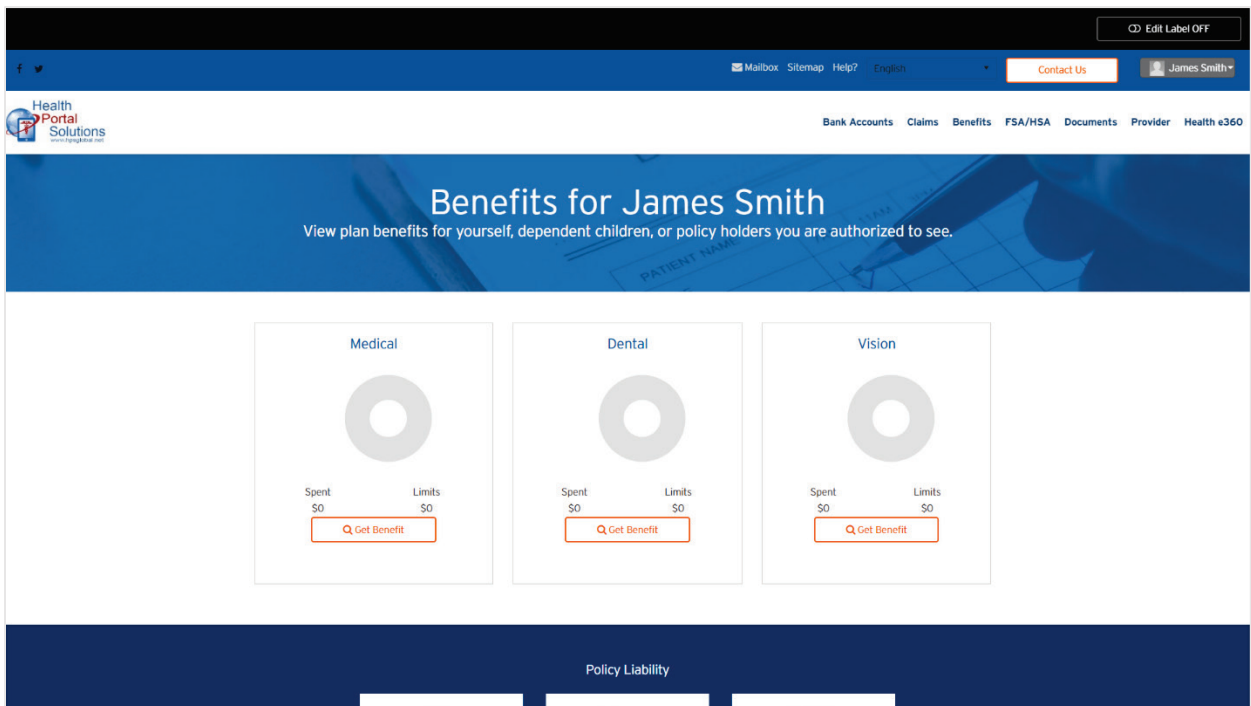 Edit Label OFF
Mailbox Sitemap Help? English
Contact Us
James Smith
Health
Portal
Solutions
www.hpsglobal.net
Bank Accounts Claims Benefits FSA/HSA Documents Provider Health e360
Benefits for James Smith
View plan benefits for yourself, dependent children, or policy holders you are authorized to see.
PATIENT NAME
Medical
Spent Limits
$0 $0
Get Benefit
Dental
Spent Limits
$0 $0
Get Benefit
Vision
Spent Limits
$0 $0
Get Benefit
Policy Liability